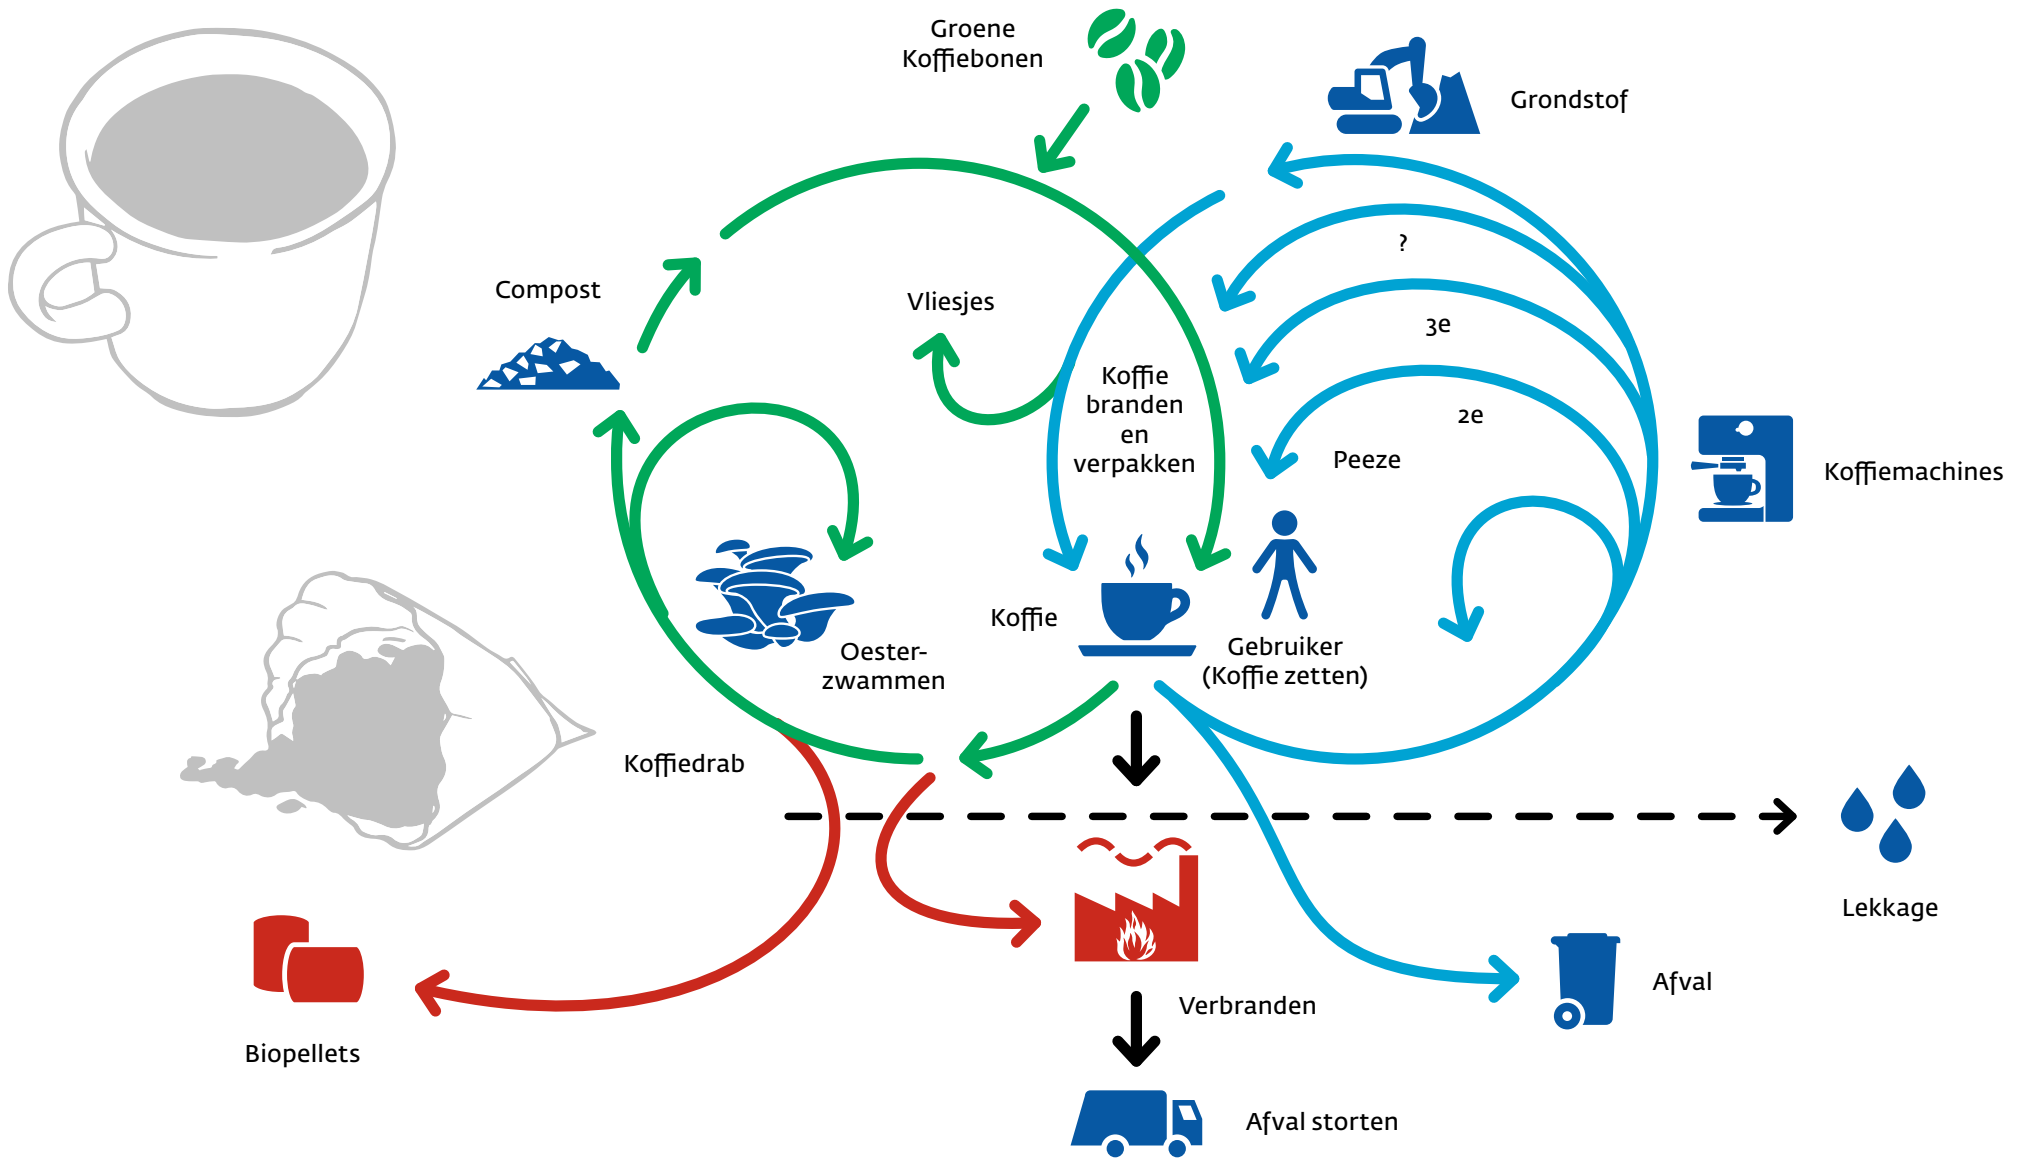 Groene
Koffiebonen
Grondstof
?
Compost
Vliesjes
3e
Koffie
branden
en
verpakken
2e
Peeze
Koffiemachines
Koffie
Gebruiker
(Koffie zetten)
Oester-
zwammen
Koffiedrab
Lekkage
Afval
Verbranden
Biopellets
Afval storten